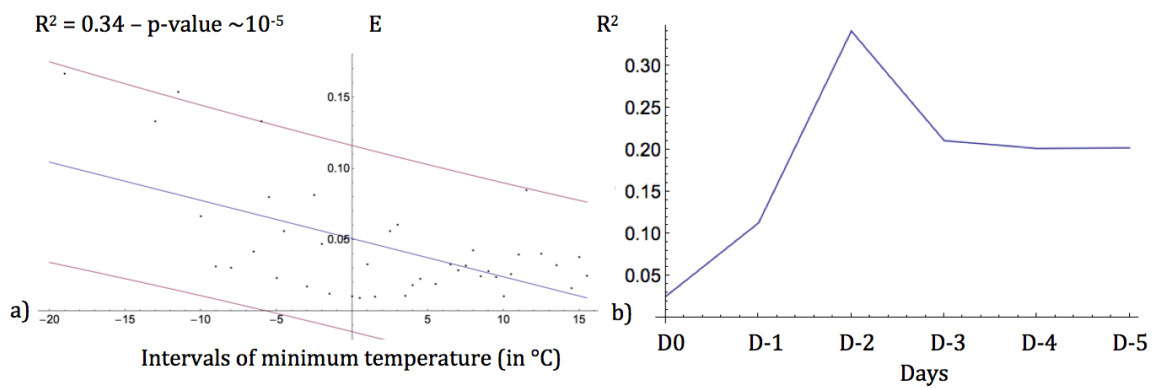 R² = 0.34 – p-value ~10⁻⁵
E
R²
0.15
0.10
0.05
−20
−15
−10
−5
5
10
15
a)
Intervals of minimum temperature (in °C)
0.30
0.25
0.20
0.15
0.10
0.05
b)
D0 D-1 D-2 D-3 D-4 D-5
Days